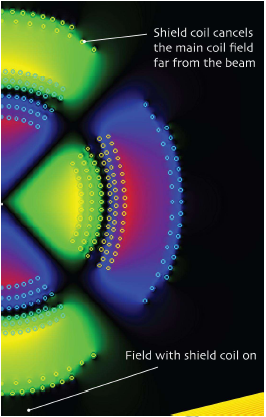 Shield coil cancels
the main coil field
far from the beam
Field with shield coil on